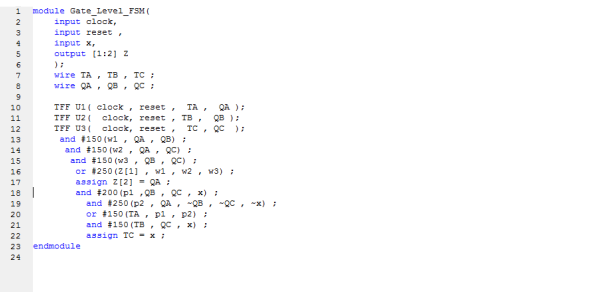 1 module Gate_Level_FSM(
2 input clock,
3 input reset ,
4 input x,
5 output [1:2] Z
6 );
7 wire TA , TB , TC ;
8 wire QA , QB , QC ;
9
10 TFF U1( clock , reset , TA , QA );
11 TFF U2( clock, reset , TB , QB );
12 TFF U3( clock, reset , TC , QC );
13 and #150(w1 , QA , QB) ;
14 and #150(w2 , QA , QC) ;
15 and #150(w3 , QB , QC) ;
16 or #250(Z[1] , w1 , w2 , w3) ;
17 assign Z[2] = QA ;
18 and #200(p1 ,QB , QC , x) ;
19 and #250(p2 , QA , ~QB , ~QC , ~x) ;
20 or #150(TA , p1 , p2) ;
21 and #150(TB , QC , x) ;
22 assign TC = x ;
23 endmodule
24